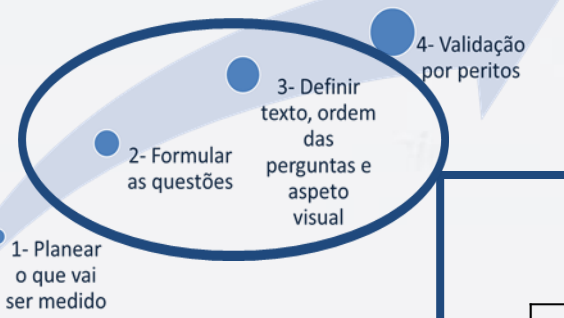 1- Planear
o que vai
ser medido
2- Formular
as questões
3- Definir
texto, ordem
das
perguntas e
aspeto
visual
4- Validação
por peritos